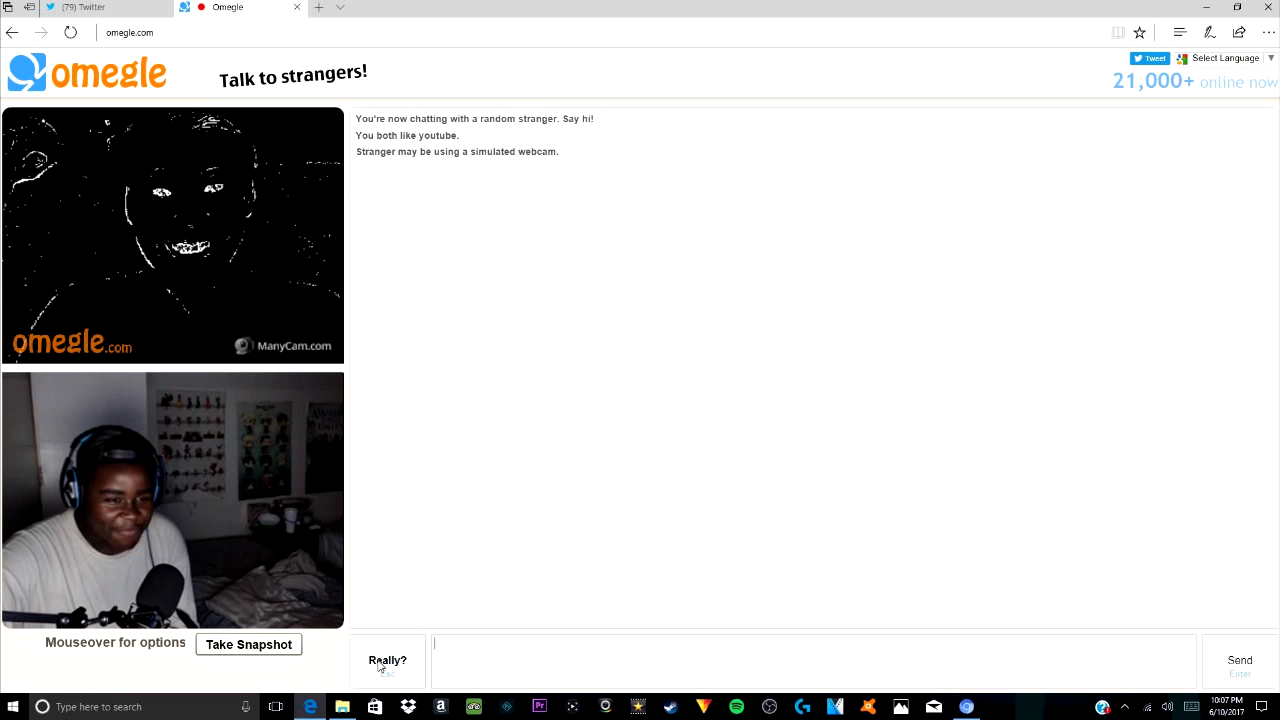 (79) Twitter
Omegle
omegle.com
omegle
Talk to strangers!
Tweet
Select Language
21,000+ online now
You're now chatting with a random stranger. Say hi!
You both like youtube.
Stranger may be using a simulated webcam.
omegle.com
ManyCam.com
Mouseover for options
Take Snapshot
Really?
Esc
Send
Enter
Type here to search
10:07 PM
6/10/2017